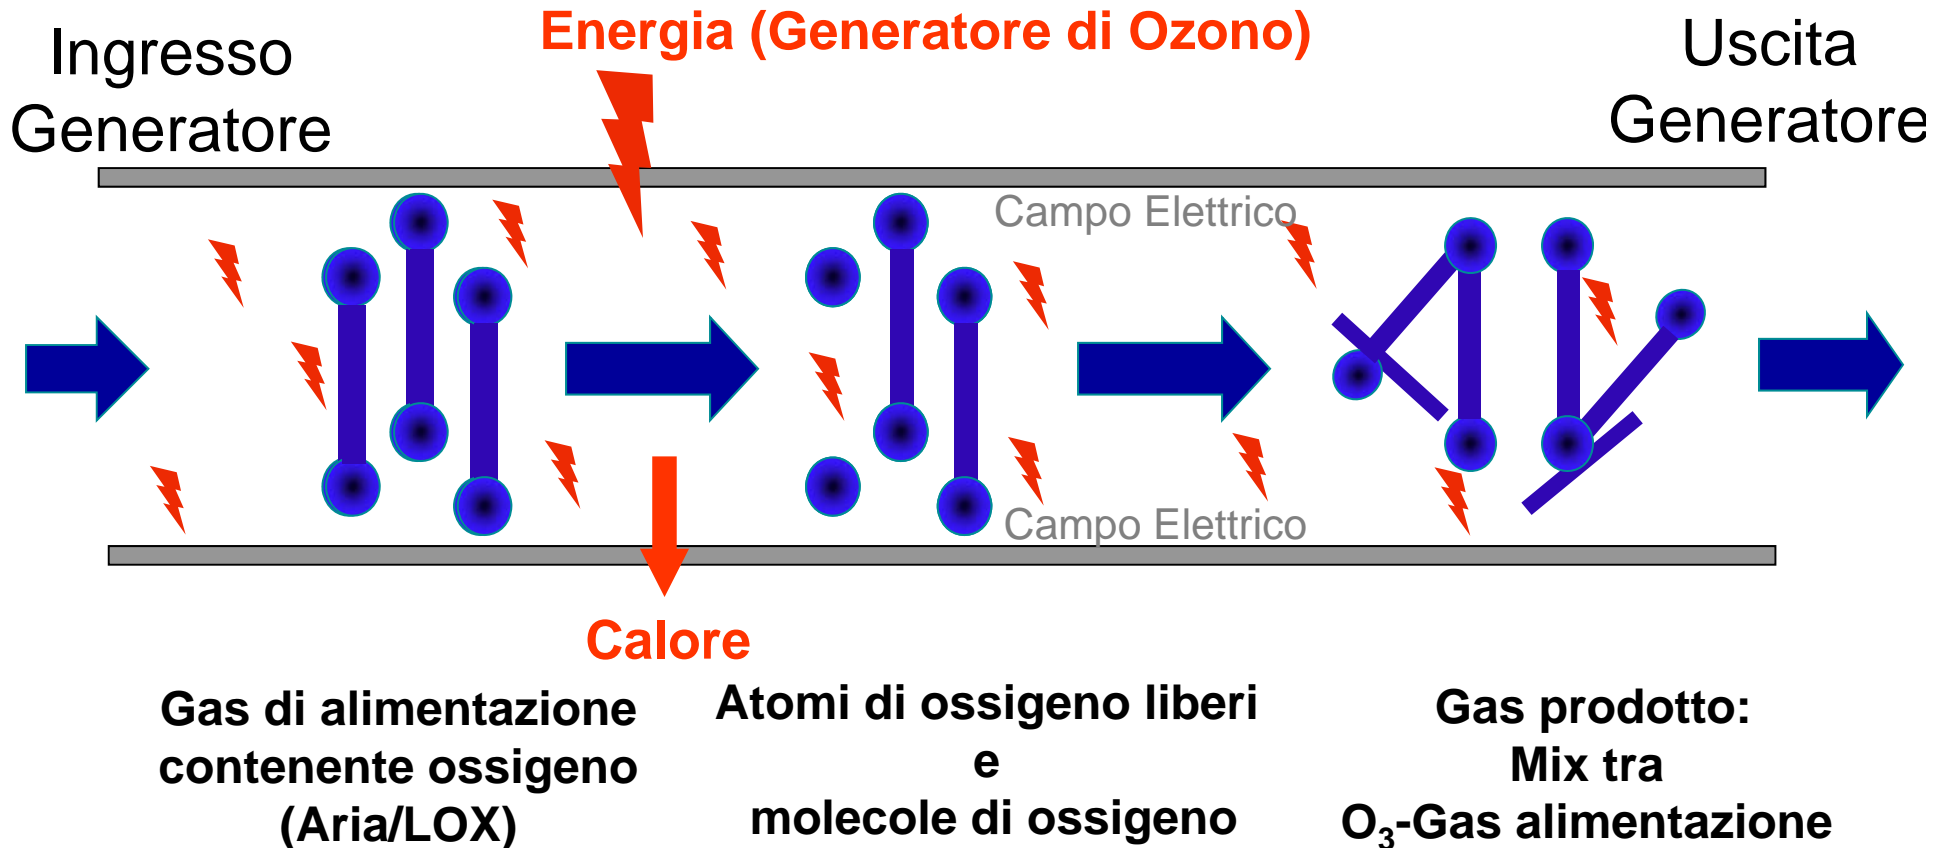 Energia (Generatore di Ozono)
Ingresso
Generatore
Uscita
Generatore
Campo Elettrico
Campo Elettrico
Calore
Gas di alimentazione
contenente ossigeno
(Aria/LOX)
Atomi di ossigeno liberi
e
molecole di ossigeno
Gas prodotto:
Mix tra
O₃-Gas alimentazione